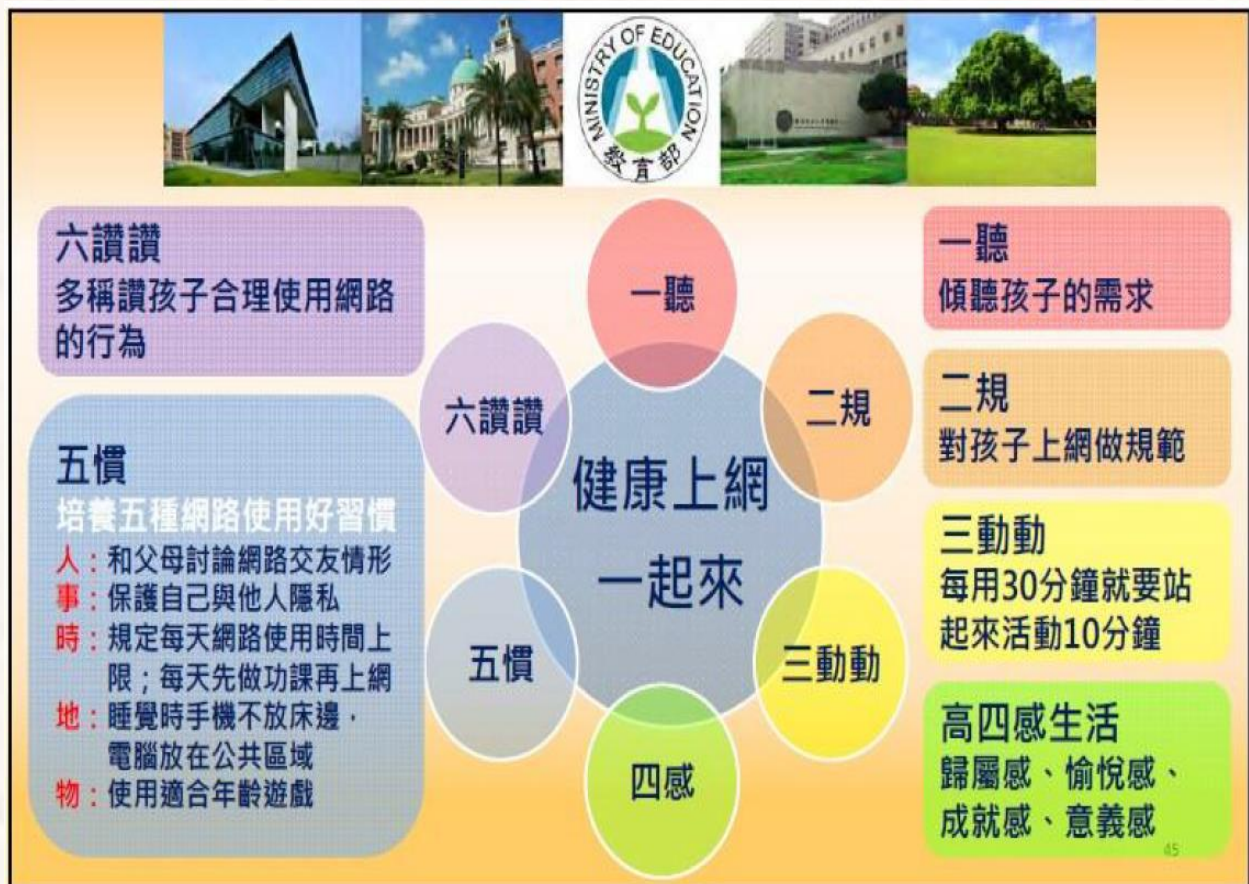 MINISTRY OF EDUCATION
教育部
六讚讚
多稱讚孩子合理使用網路
的行為
五慣
培養五種網路使用好習慣
人：和父母討論網路交友情形
事：保護自己與他人隱私
時：規定每天網路使用時間上
限；每天先做功課再上網
地：睡覺時手機不放床邊，
電腦放在公共區域
物：使用適合年齡遊戲
一聽
二規
三動動
四感
五慣
六讚讚
健康上網
一起來
一聽
傾聽孩子的需求
二規
對孩子上網做規範
三動動
每用30分鐘就要站
起來活動10分鐘
高四感生活
歸屬感、愉悅感、
成就感、意義感
45